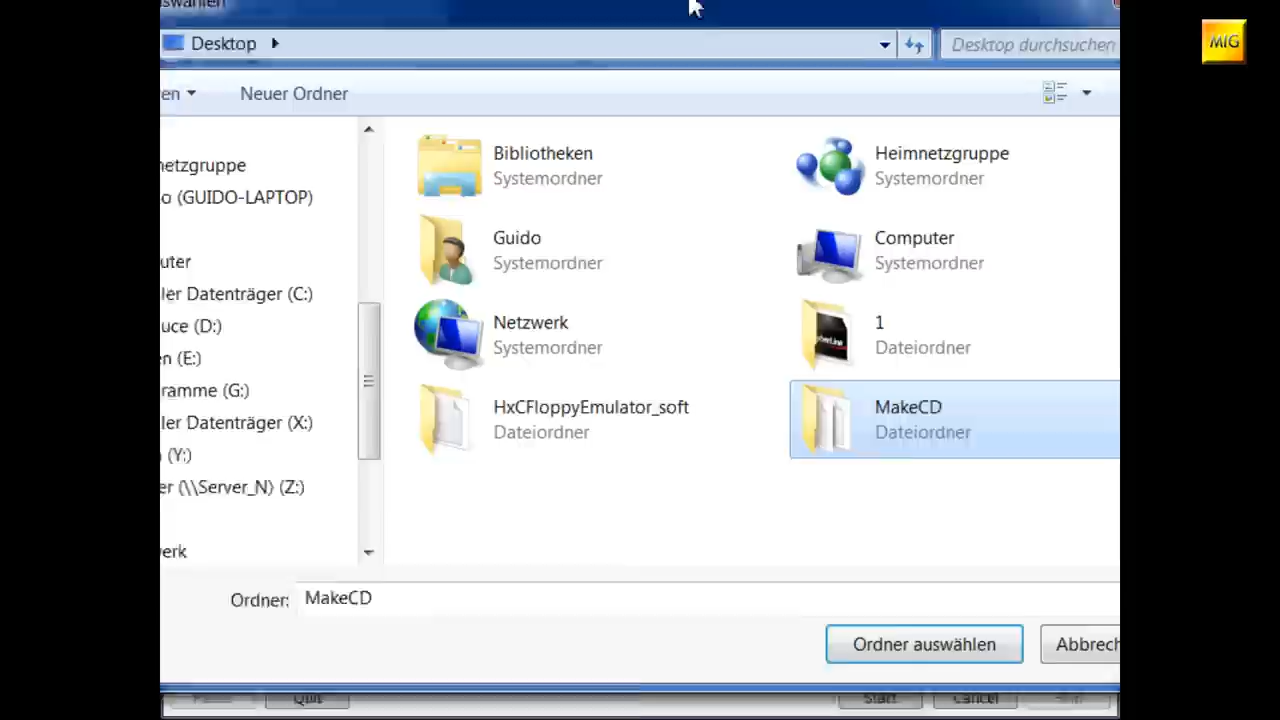 swählen
MIG
Desktop
Desktop durchsuchen
en
Neuer Ordner
netzgruppe
o (GUIDO-LAPTOP)
uter
ler Datenträger (C:)
uce (D:)
n (E:)
ramme (G:)
ler Datenträger (X:)
(Y:)
er (\\Server_N) (Z:)
erk
Bibliotheken
Systemordner
Heimnetzgruppe
Systemordner
Guido
Systemordner
Computer
Systemordner
Netzwerk
Systemordner
1
Dateiordner
HxCFloppyEmulator_soft
Dateiordner
MakeCD
Dateiordner
Ordner:
MakeCD
Ordner auswählen
Abbrech
Quit
Start
Cancel